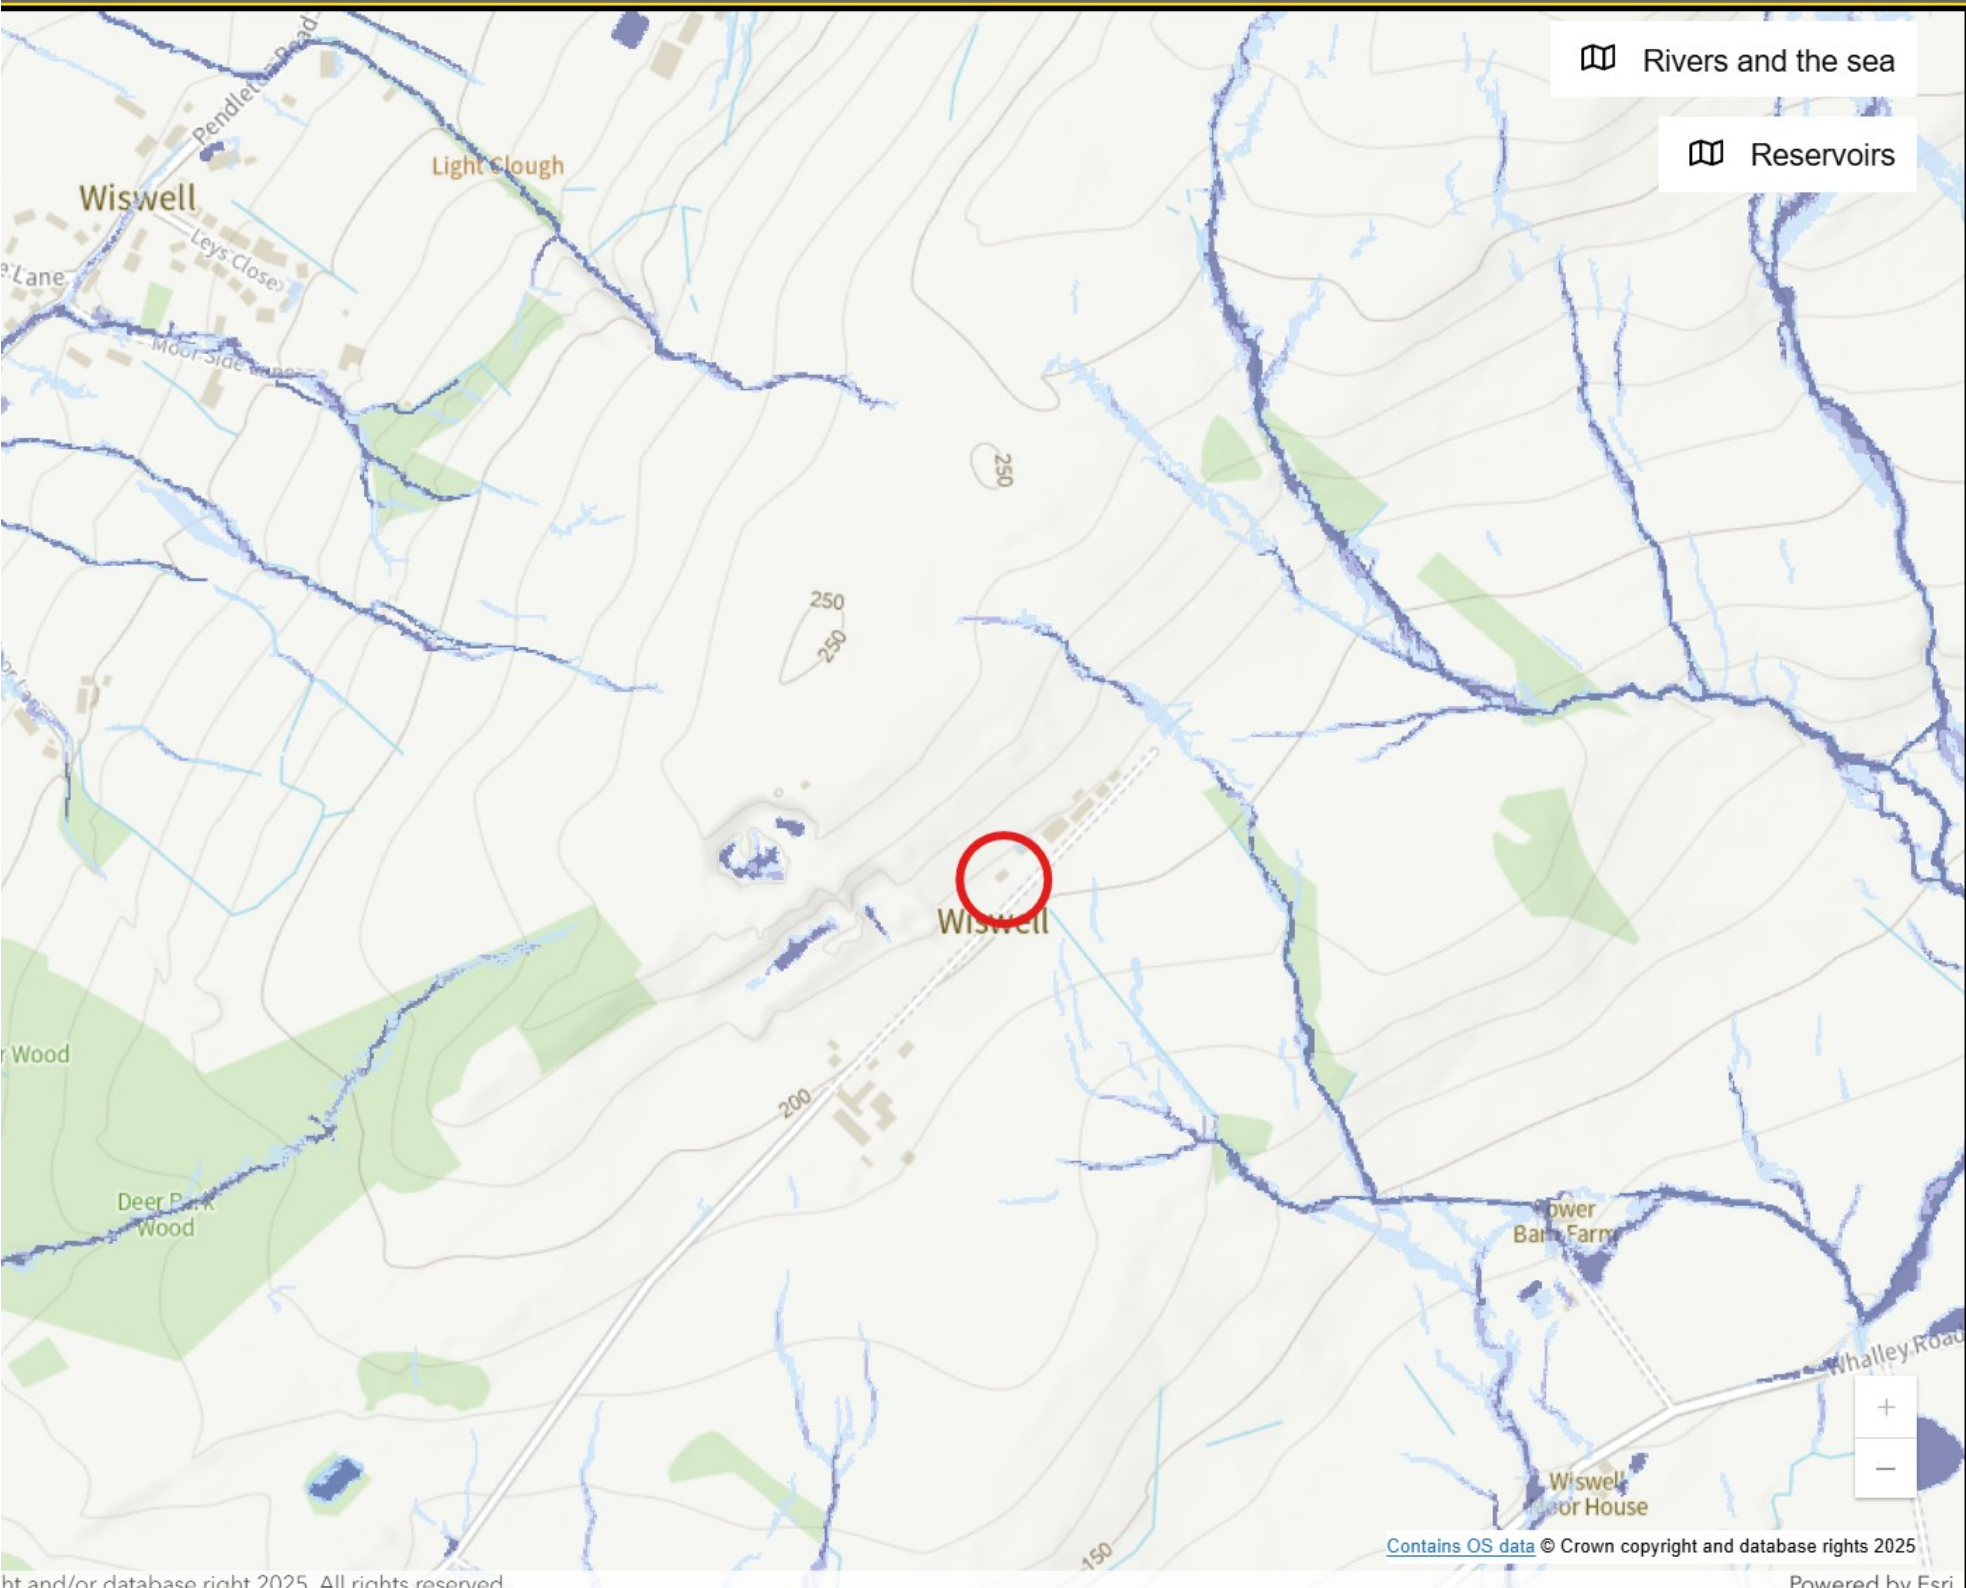 Rivers and the sea
Reservoirs
Pendleton Road
Light Clough
Wiswell
Leys Close
e Lane
Moor Side Lane
250
250
250
Wiswell
r Wood
200
Deer Park
Wood
Lower
Barn Farm
Whalley Road
+
−
Wiswell
Moor House
150
Contains OS data © Crown copyright and database rights 2025
ht and/or database right 2025. All rights reserved
Powered by Esri